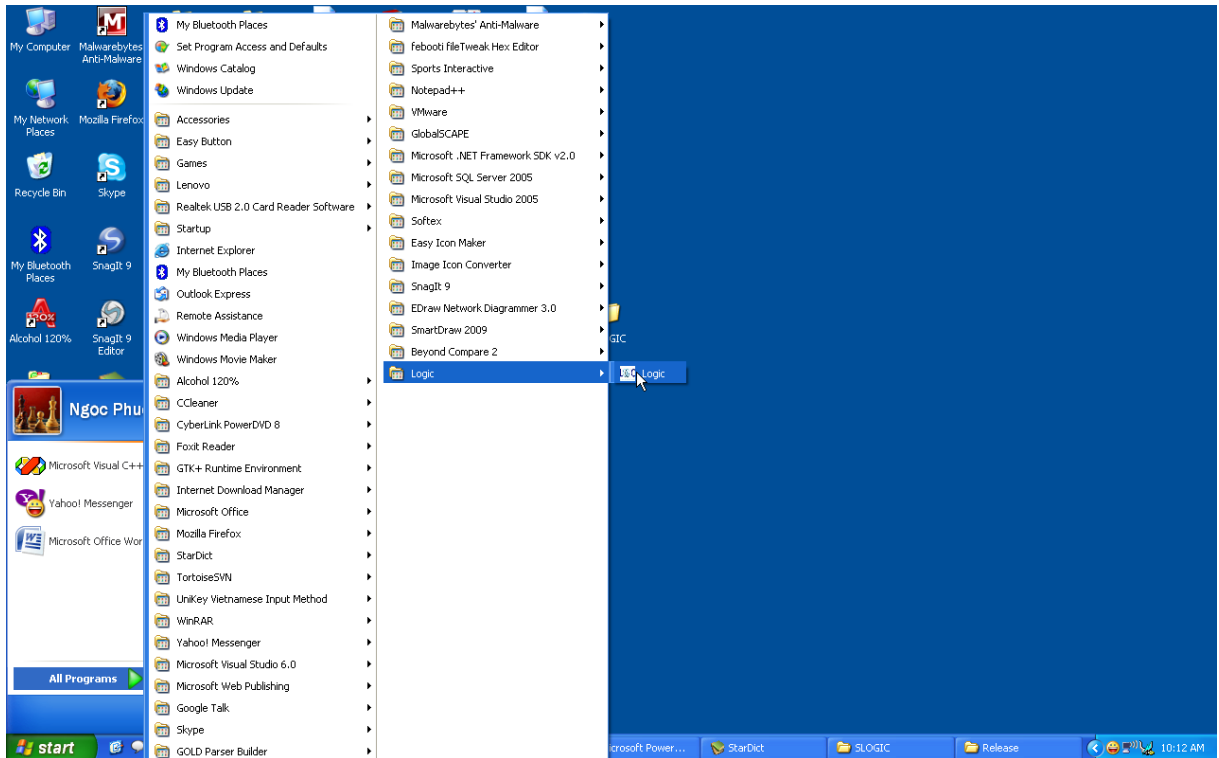 My Computer
Malwarebytes
Anti-Malware
My Network
Places
Mozilla Firefox
Recycle Bin
Skype
My Bluetooth
Places
SnagIt 9
Alcohol 120%
SnagIt 9
Editor
Ngoc Phu
Microsoft Visual C++
Yahoo! Messenger
Microsoft Office Wor
All Programs
start
My Bluetooth Places
Set Program Access and Defaults
Windows Catalog
Windows Update
Accessories
Easy Button
Games
Lenovo
Realtek USB 2.0 Card Reader Software
Startup
Internet Explorer
My Bluetooth Places
Outlook Express
Remote Assistance
Windows Media Player
Windows Movie Maker
Alcohol 120%
CCleaner
CyberLink PowerDVD 8
Foxit Reader
GTK+ Runtime Environment
Internet Download Manager
Microsoft Office
Mozilla Firefox
StarDict
TortoiseSVN
UniKey Vietnamese Input Method
WinRAR
Yahoo! Messenger
Microsoft Visual Studio 6.0
Microsoft Web Publishing
Google Talk
Skype
GOLD Parser Builder
Malwarebytes' Anti-Malware
febooti fileTweak Hex Editor
Sports Interactive
Notepad++
VMware
GlobalSCAPE
Microsoft .NET Framework SDK v2.0
Microsoft SQL Server 2005
Microsoft Visual Studio 2005
Softex
Easy Icon Maker
Image Icon Converter
SnagIt 9
EDraw Network Diagrammer 3.0
SmartDraw 2009
Beyond Compare 2
Logic
Logic
GIC
icrosoft Power...
StarDict
SLOGIC
Release
10:12 AM